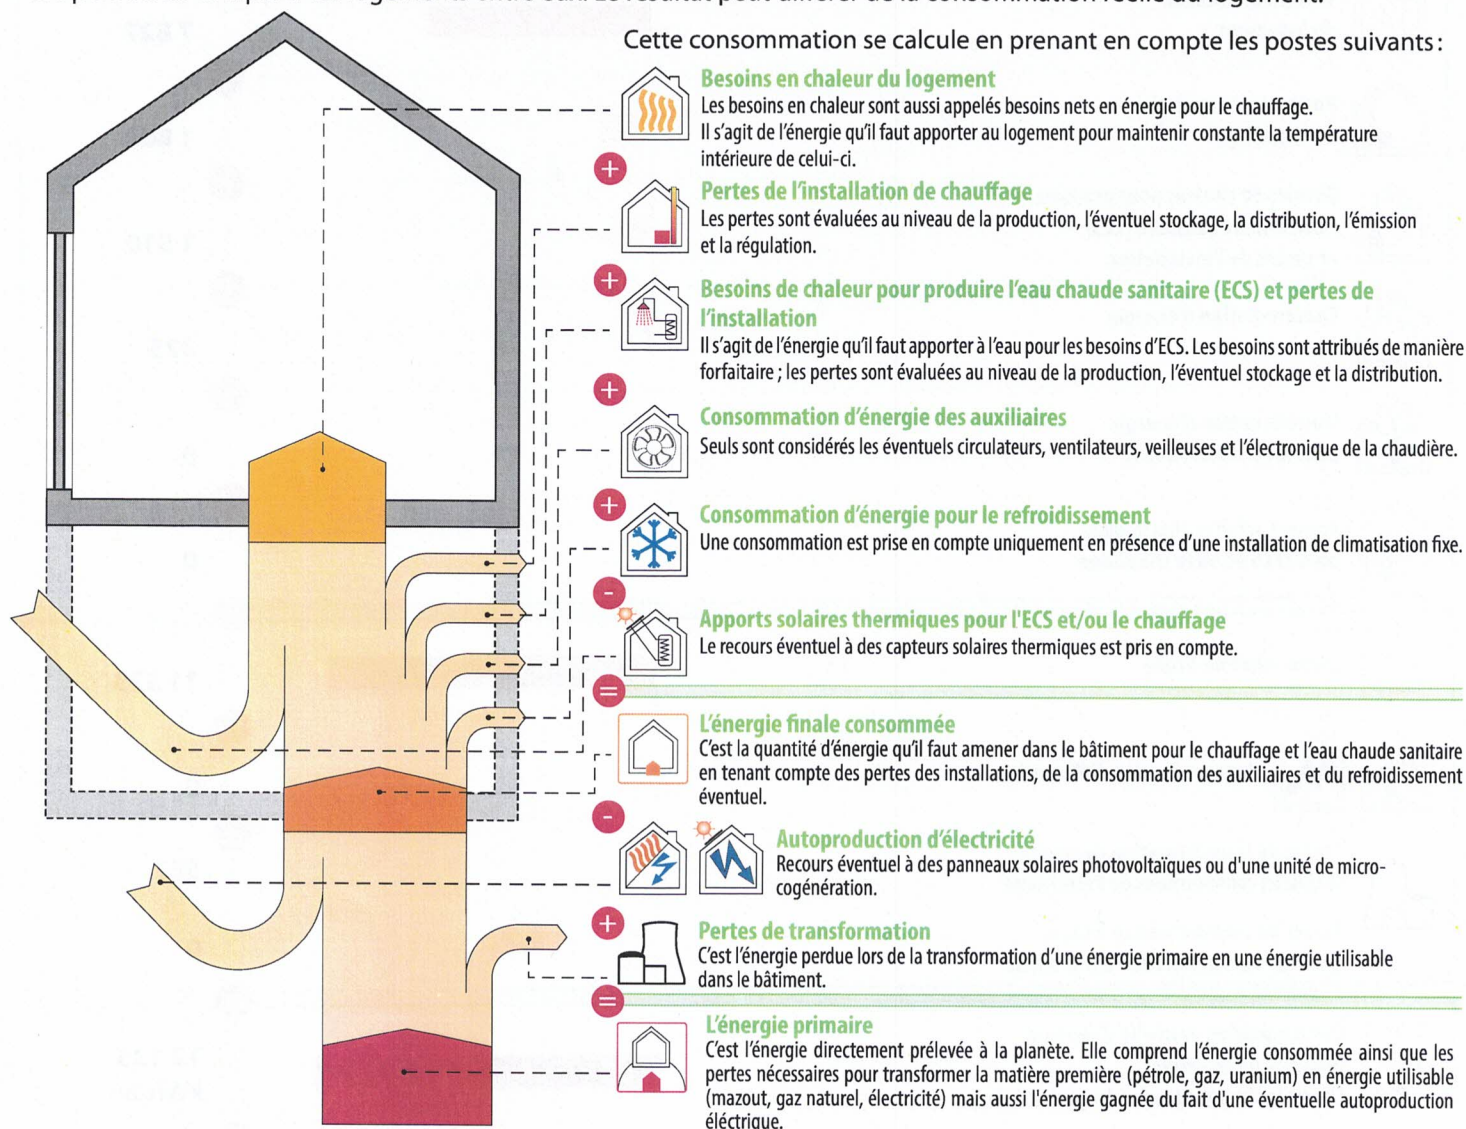 Cette consommation se calcule en prenant en compte les postes suivants :
Besoins en chaleur du logement
Les besoins en chaleur sont aussi appelés besoins nets en énergie pour le chauffage.
Il s'agit de l'énergie qu'il faut apporter au logement pour maintenir constante la température
intérieure de celui-ci.
+
Pertes de l'installation de chauffage
Les pertes sont évaluées au niveau de la production, l'éventuel stockage, la distribution, l'émission
et la régulation.
+
Besoins de chaleur pour produire l'eau chaude sanitaire (ECS) et pertes de
l'installation
Il s'agit de l'énergie qu'il faut apporter à l'eau pour les besoins d'ECS. Les besoins sont attribués de manière
forfaitaire ; les pertes sont évaluées au niveau de la production, l'éventuel stockage et la distribution.
+
Consommation d'énergie des auxiliaires
Seuls sont considérés les éventuels circulateurs, ventilateurs, veilleuses et l'électronique de la chaudière.
+
Consommation d'énergie pour le refroidissement
Une consommation est prise en compte uniquement en présence d'une installation de climatisation fixe.
-
Apports solaires thermiques pour l'ECS et/ou le chauffage
Le recours éventuel à des capteurs solaires thermiques est pris en compte.
=
L'énergie finale consommée
C'est la quantité d'énergie qu'il faut amener dans le bâtiment pour le chauffage et l'eau chaude sanitaire
en tenant compte des pertes des installations, de la consommation des auxiliaires et du refroidissement
éventuel.
-
Autoproduction d'électricité
Recours éventuel à des panneaux solaires photovoltaïques ou d'une unité de micro-
cogénération.
+
Pertes de transformation
C'est l'énergie perdue lors de la transformation d'une énergie primaire en une énergie utilisable
dans le bâtiment.
=
L'énergie primaire
C'est l'énergie directement prélevée à la planète. Elle comprend l'énergie consommée ainsi que les
pertes nécessaires pour transformer la matière première (pétrole, gaz, uranium) en énergie utilisable
(mazout, gaz naturel, électricité) mais aussi l'énergie gagnée du fait d'une éventuelle autoproduction
éléctrique.